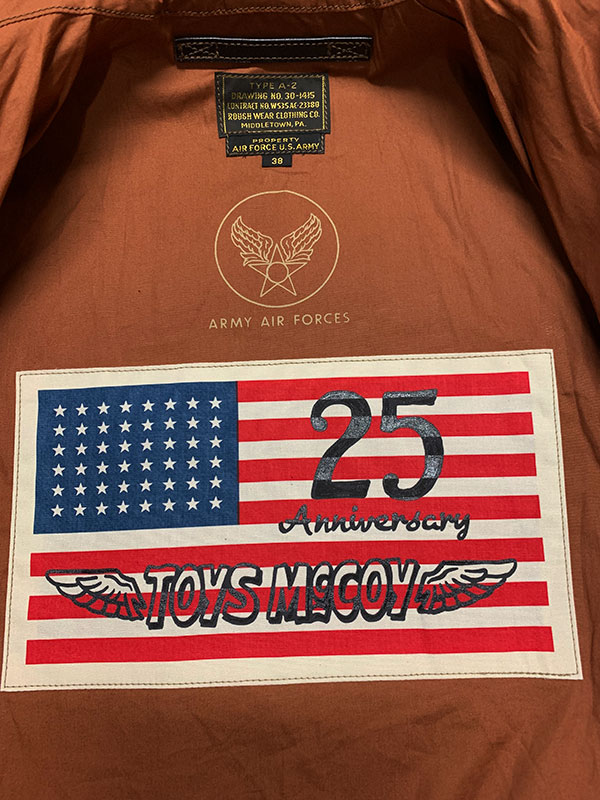 TYPE A-2
DRAWING NO. 30-1415
CONTRACT NO. W535 AC-23380
ROUGH WEAR CLOTHING CO.
MIDDLETOWN, PA.
PROPERTY
AIR FORCE U.S. ARMY
38
ARMY AIR FORCES
25
Anniversary
TOYS McCOY